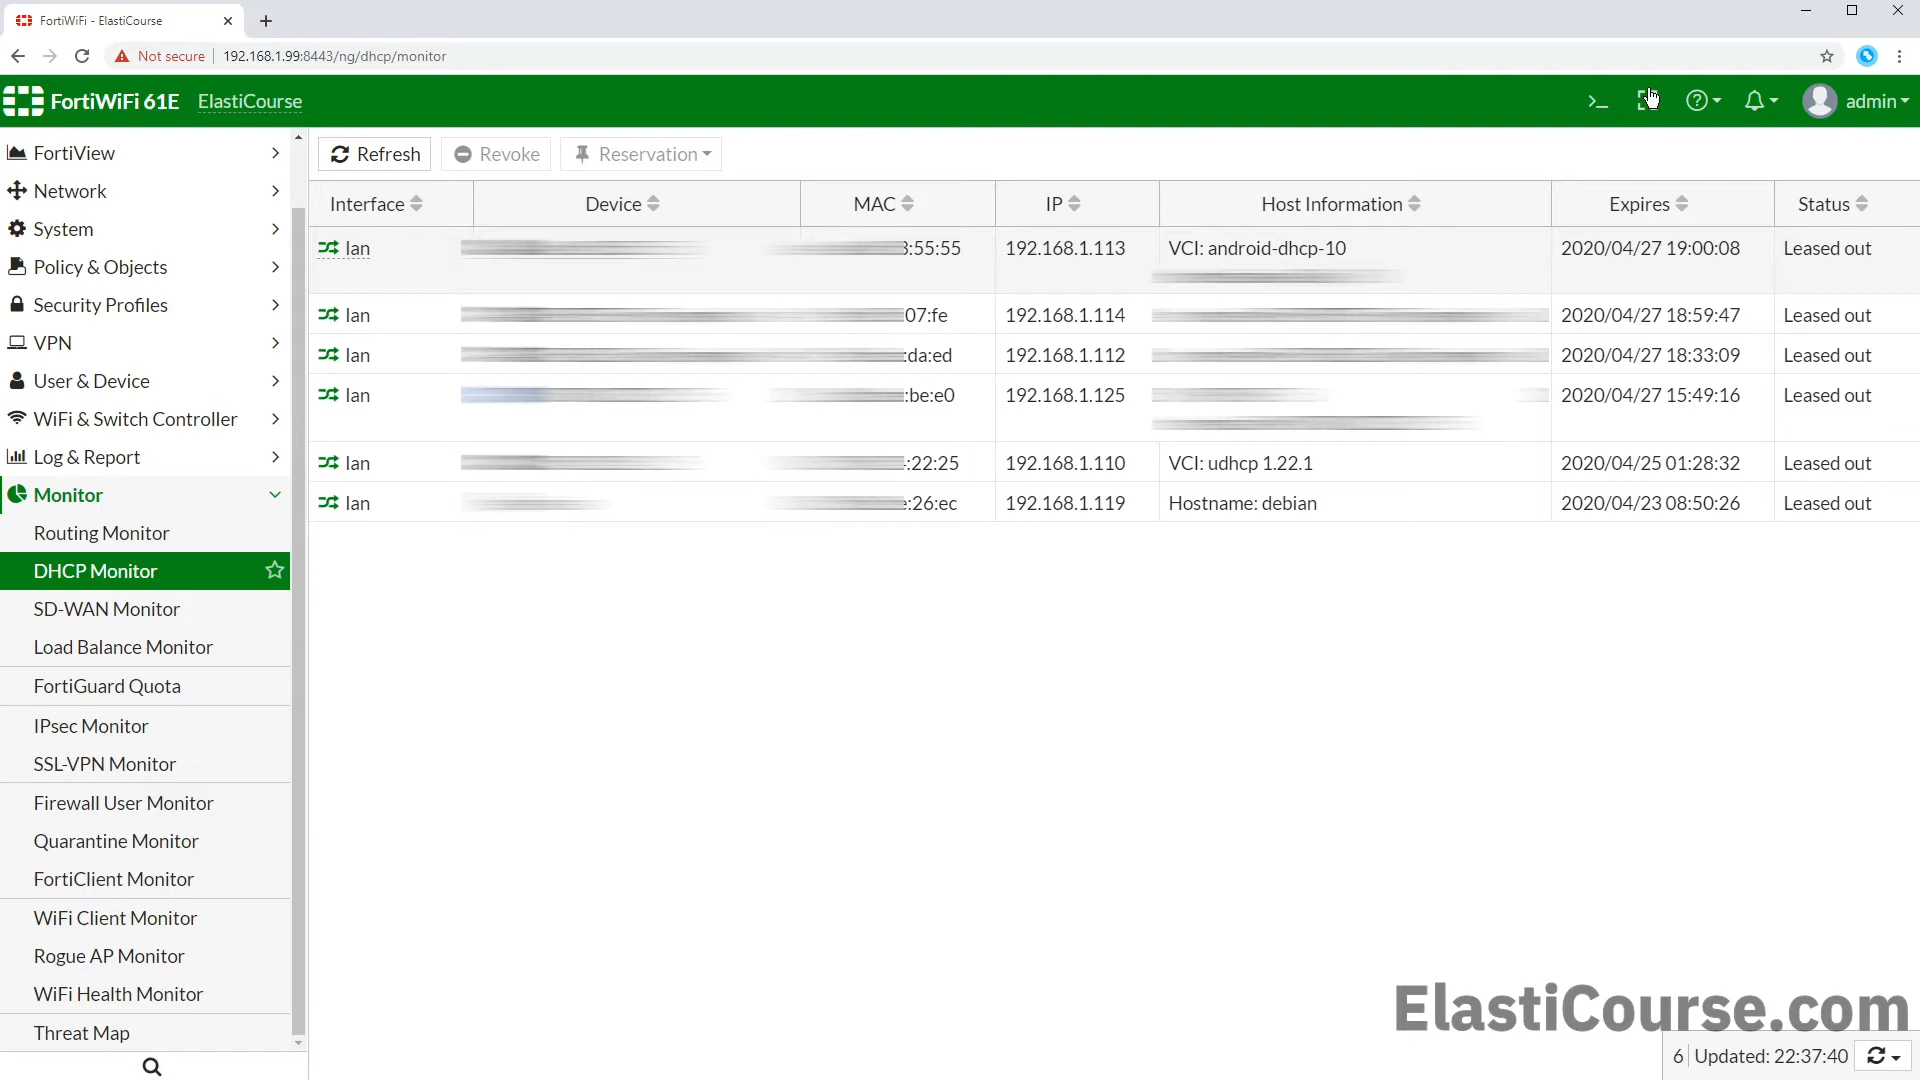 FortiWiFi - ElastiCourse
Not secure 192.168.1.99:8443/ng/dhcp/monitor
FortiWiFi 61E ElastiCourse admin
FortiView
Network
System
Policy & Objects
Security Profiles
VPN
User & Device
WiFi & Switch Controller
Log & Report
Monitor
Routing Monitor
DHCP Monitor
SD-WAN Monitor
Load Balance Monitor
FortiGuard Quota
IPsec Monitor
SSL-VPN Monitor
Firewall User Monitor
Quarantine Monitor
FortiClient Monitor
WiFi Client Monitor
Rogue AP Monitor
WiFi Health Monitor
Threat Map
Refresh Revoke Reservation
Interface Device MAC IP Host Information Expires Status
lan :55:55 192.168.1.113 VCI: android-dhcp-10 2020/04/27 19:00:08 Leased out
lan 07:fe 192.168.1.114 2020/04/27 18:59:47 Leased out
lan :da:ed 192.168.1.112 2020/04/27 18:33:09 Leased out
lan :be:e0 192.168.1.125 2020/04/27 15:49:16 Leased out
lan :22:25 192.168.1.110 VCI: udhcp 1.22.1 2020/04/25 01:28:32 Leased out
lan :26:ec 192.168.1.119 Hostname: debian 2020/04/23 08:50:26 Leased out
ElastiCourse.com
6 Updated: 22:37:40